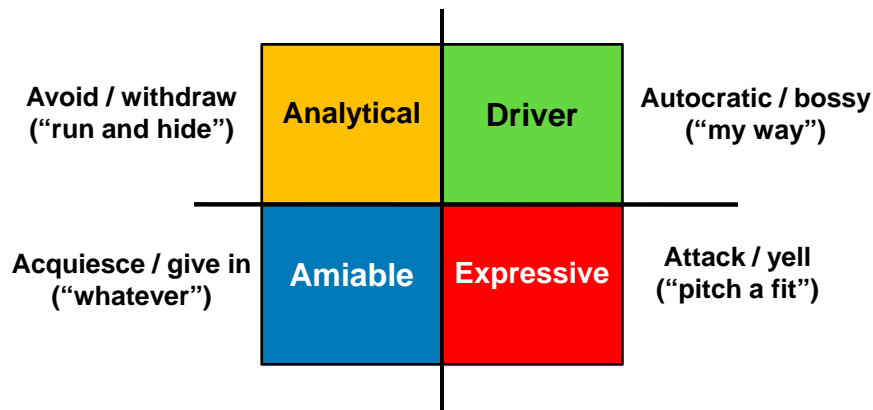 Avoid / withdraw
(“run and hide”)
Analytical
Driver
Autocratic / bossy
(“my way”)
Acquiesce / give in
(“whatever”)
Amiable
Expressive
Attack / yell
(“pitch a fit”)